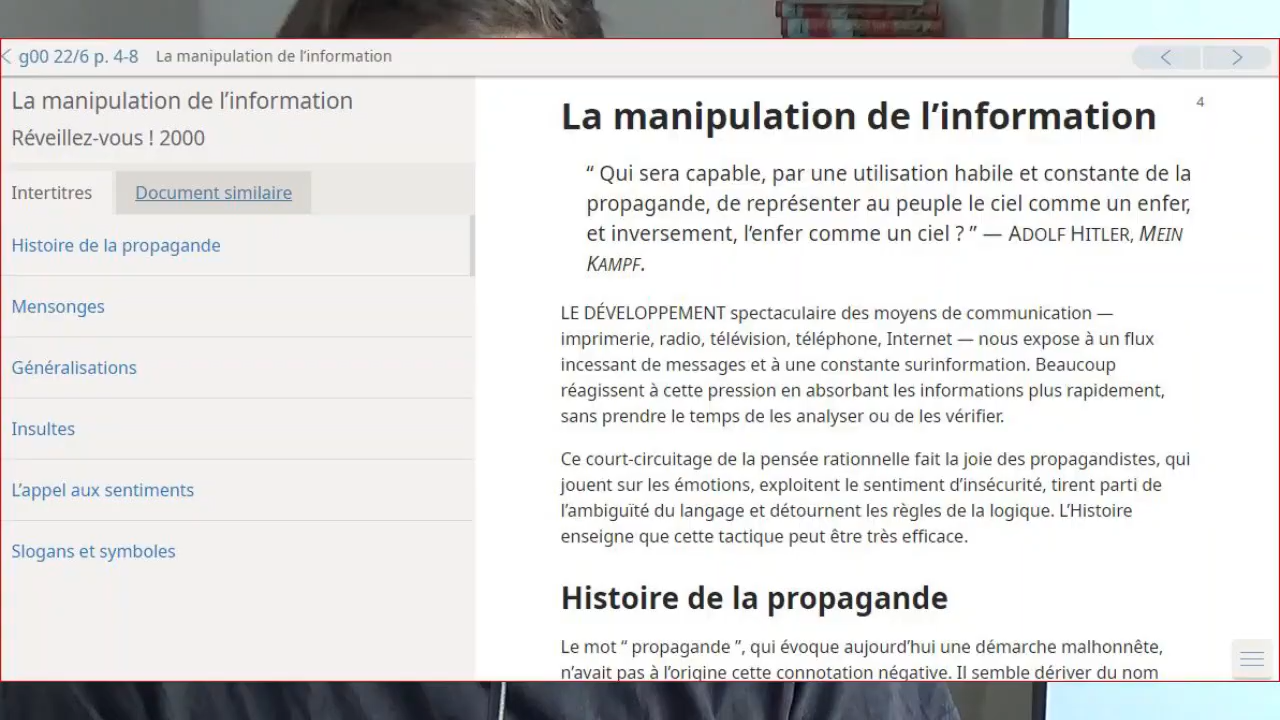 g00 22/6 p. 4-8 La manipulation de l’information
La manipulation de l’information
Réveillez-vous ! 2000
Intertitres Document similaire
Histoire de la propagande
Mensonges
Généralisations
Insultes
L’appel aux sentiments
Slogans et symboles
La manipulation de l’information 4
“ Qui sera capable, par une utilisation habile et constante de la
propagande, de représenter au peuple le ciel comme un enfer,
et inversement, l’enfer comme un ciel ? ” — ADOLF HITLER, MEIN
KAMPF.
LE DÉVELOPPEMENT spectaculaire des moyens de communication —
imprimerie, radio, télévision, téléphone, Internet — nous expose à un flux
incessant de messages et à une constante surinformation. Beaucoup
réagissent à cette pression en absorbant les informations plus rapidement,
sans prendre le temps de les analyser ou de les vérifier.
Ce court-circuitage de la pensée rationnelle fait la joie des propagandistes, qui
jouent sur les émotions, exploitent le sentiment d’insécurité, tirent parti de
l’ambiguïté du langage et détournent les règles de la logique. L’Histoire
enseigne que cette tactique peut être très efficace.
Histoire de la propagande
Le mot “ propagande ”, qui évoque aujourd’hui une démarche malhonnête,
n’avait pas à l’origine cette connotation négative. Il semble dériver du nom